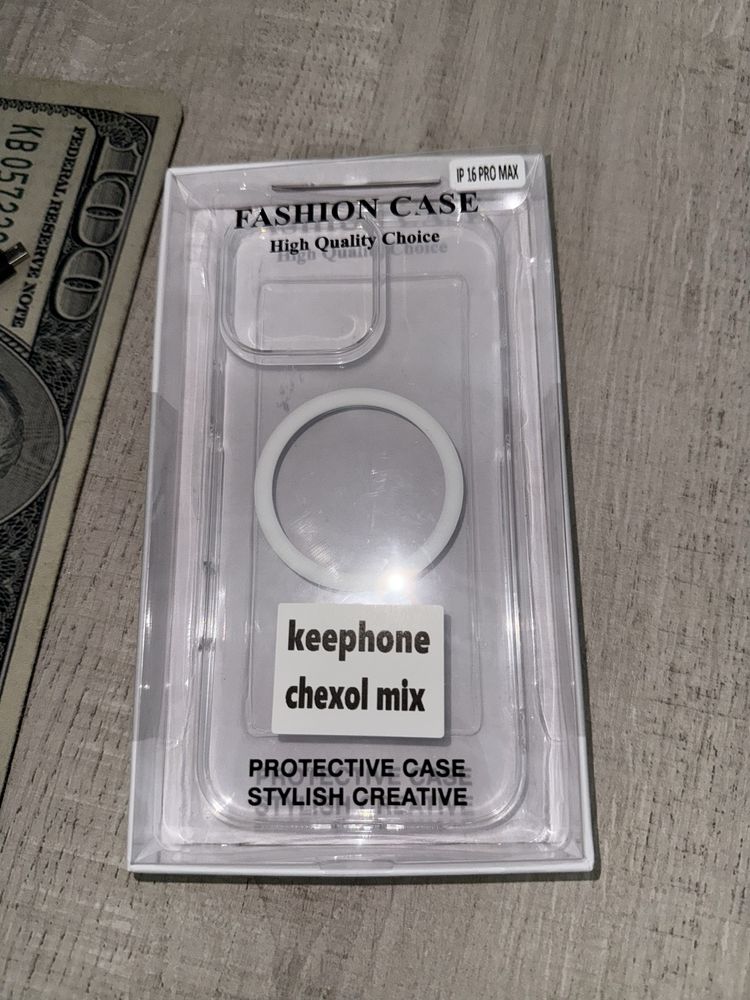 IP 16 PRO MAX
FASHION CASE
High Quality Choice
keephone
chexol mix
PROTECTIVE CASE
STYLISH CREATIVE
FEDERAL RESERVE NOTE
100